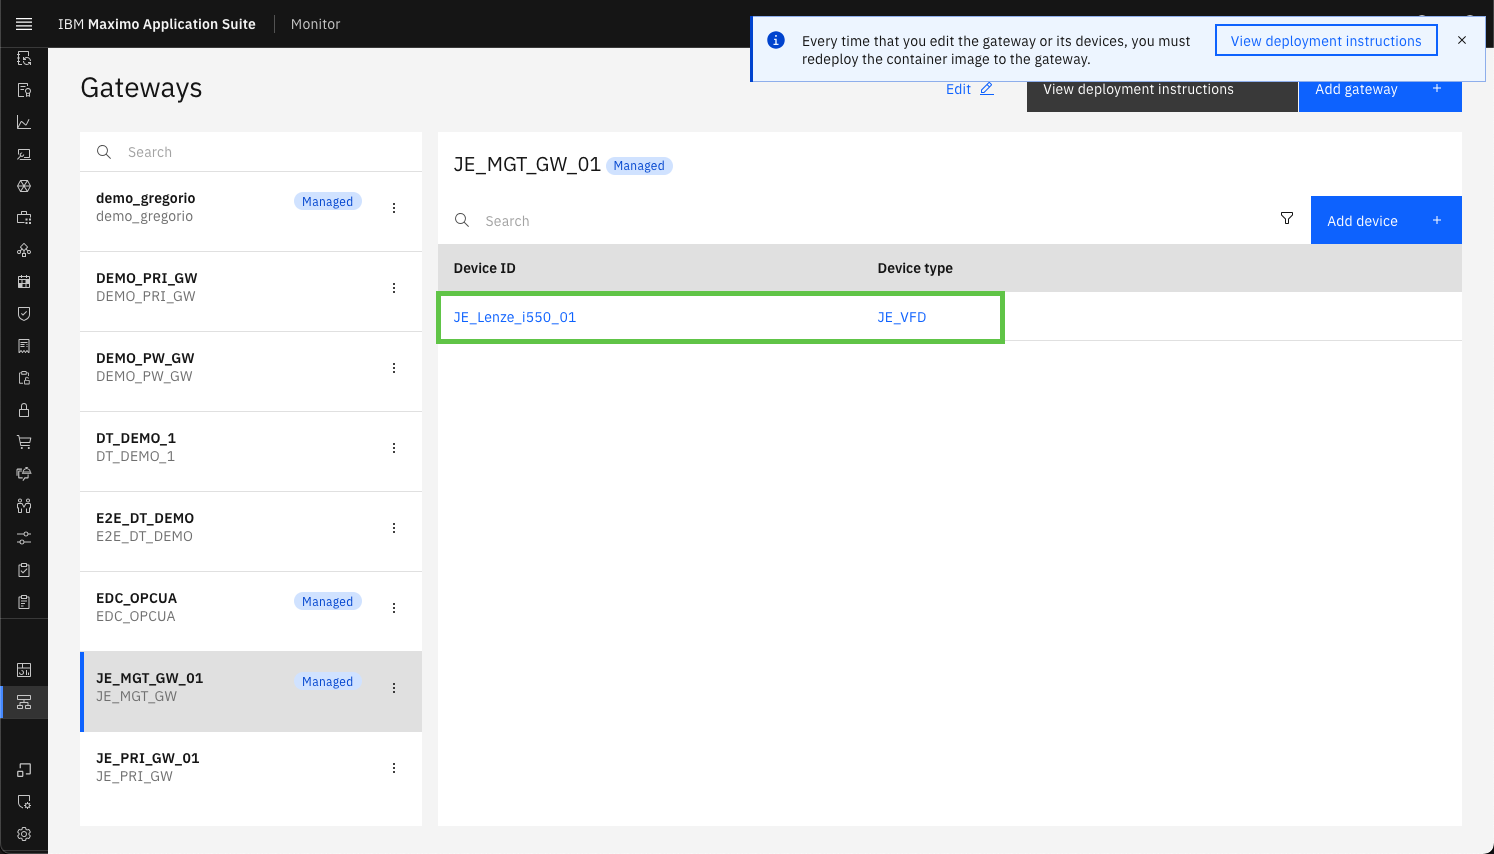 IBM Maximo Application Suite
Monitor
Every time that you edit the gateway or its devices, you must
redeploy the container image to the gateway.
View deployment instructions
Gateways
Edit
View deployment instructions
Add gateway +
Search
demo_gregorio
Managed
demo_gregorio
DEMO_PRI_GW
DEMO_PRI_GW
DEMO_PW_GW
DEMO_PW_GW
DT_DEMO_1
DT_DEMO_1
E2E_DT_DEMO
E2E_DT_DEMO
EDC_OPCUA
Managed
EDC_OPCUA
JE_MGT_GW_01
Managed
JE_MGT_GW
JE_PRI_GW_01
JE_PRI_GW
JE_MGT_GW_01 Managed
Search
Add device +
Device ID Device type
JE_Lenze_i550_01 JE_VFD